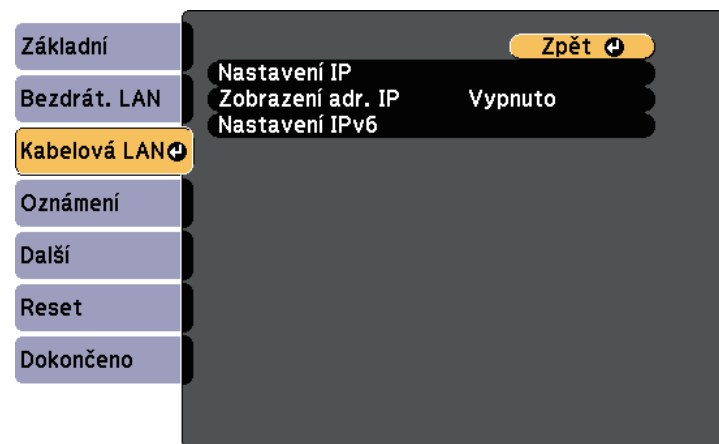 Základní
Bezdrát. LAN
Kabelová LAN
Oznámení
Další
Reset
Dokončeno
Zpět
Nastavení IP
Zobrazení adr. IP Vypnuto
Nastavení IPv6